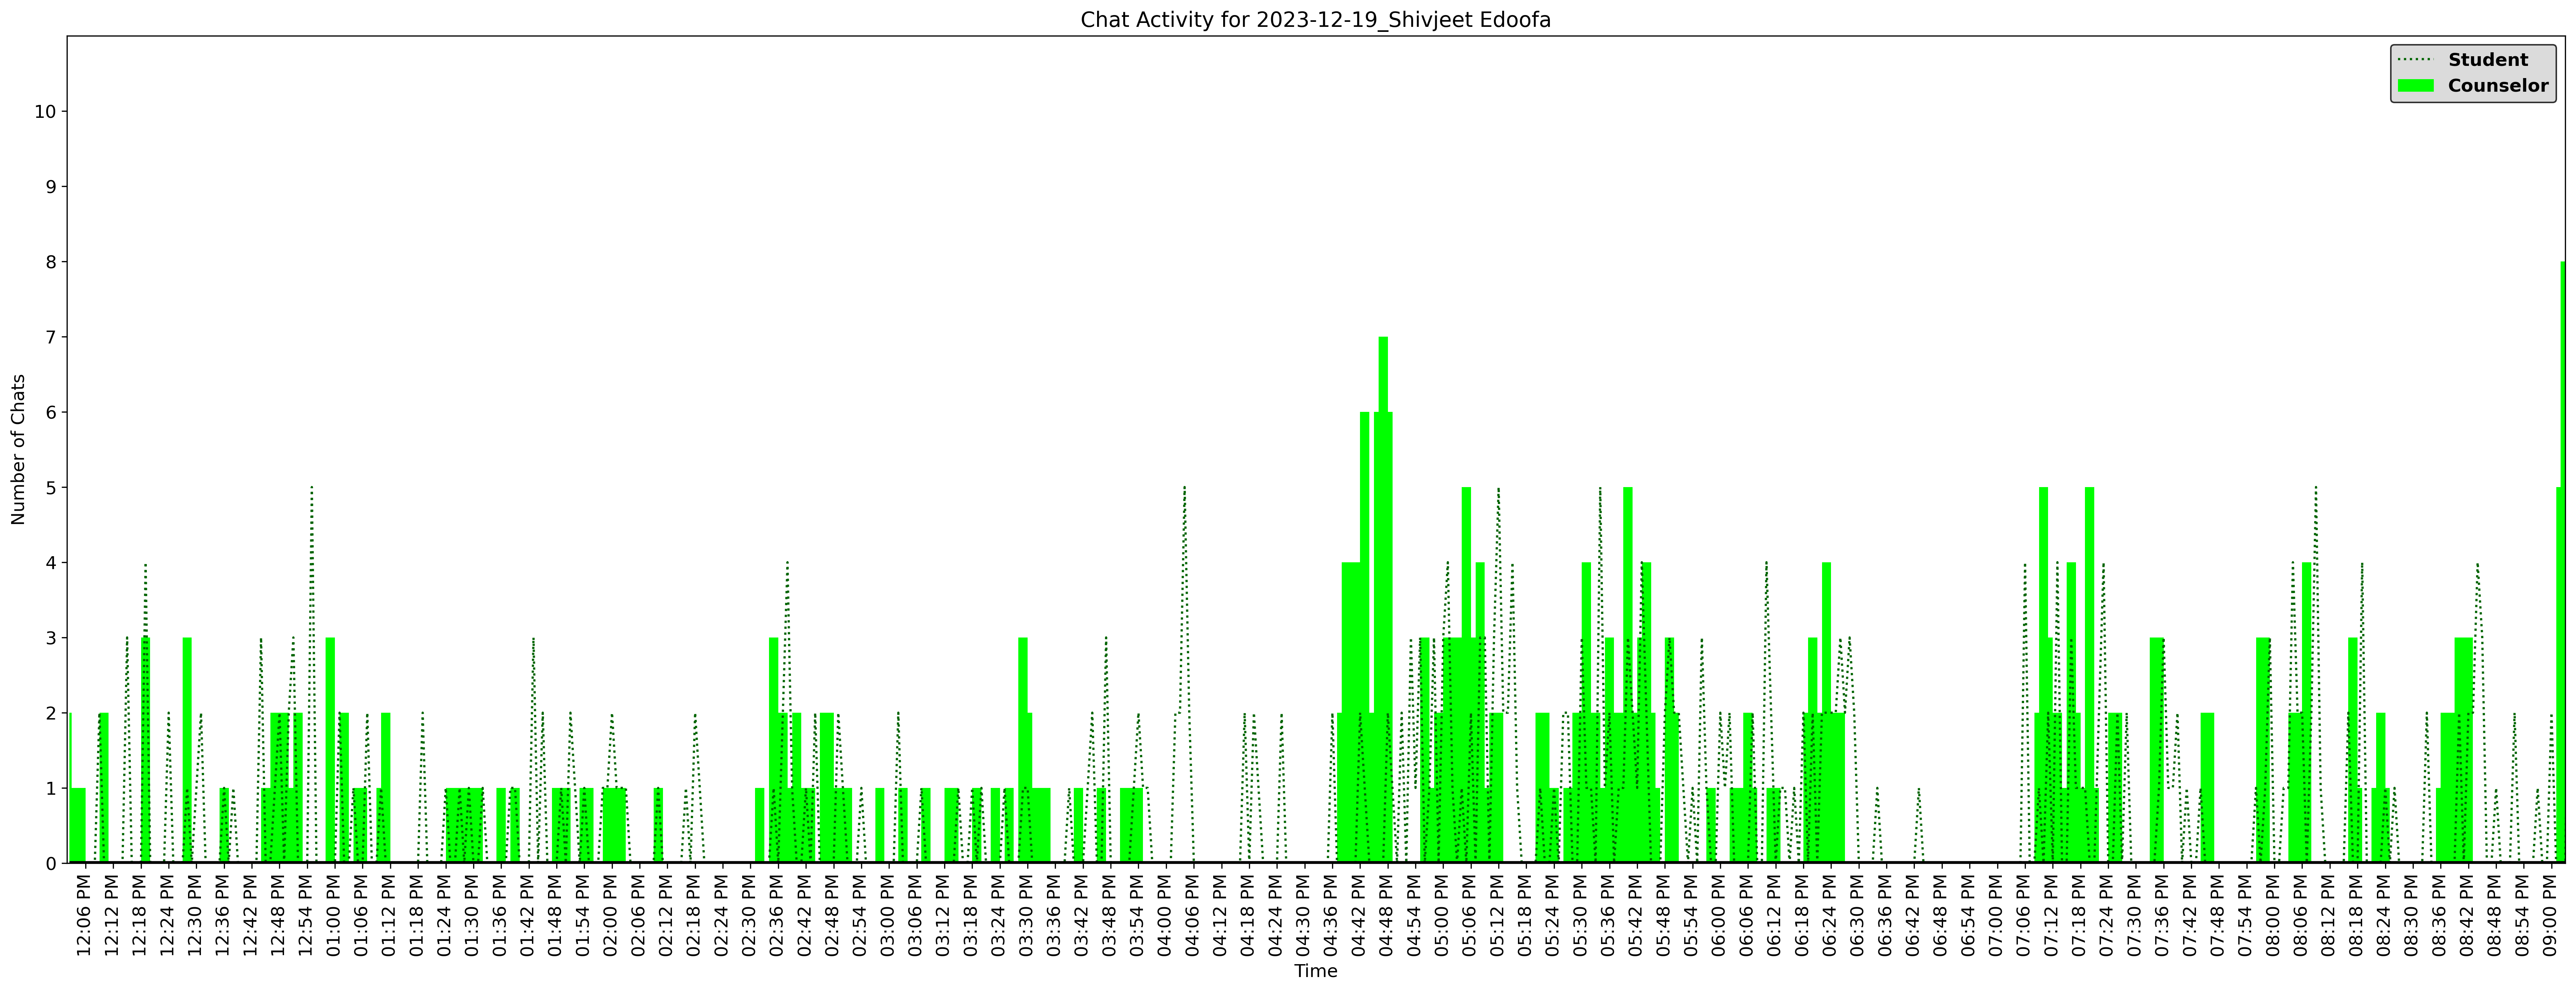 Chat Activity for 2023-12-19_Shivjeet Edoofa
Student
Counselor
Number of Chats
10
9
8
7
6
5
4
3
2
1
0
12:06 PM
12:12 PM
12:18 PM
12:24 PM
12:30 PM
12:36 PM
12:42 PM
12:48 PM
12:54 PM
01:00 PM
01:06 PM
01:12 PM
01:18 PM
01:24 PM
01:30 PM
01:36 PM
01:42 PM
01:48 PM
01:54 PM
02:00 PM
02:06 PM
02:12 PM
02:18 PM
02:24 PM
02:30 PM
02:36 PM
02:42 PM
02:48 PM
02:54 PM
03:00 PM
03:06 PM
03:12 PM
03:18 PM
03:24 PM
03:30 PM
03:36 PM
03:42 PM
03:48 PM
03:54 PM
04:00 PM
04:06 PM
04:12 PM
04:18 PM
04:24 PM
04:30 PM
04:36 PM
04:42 PM
04:48 PM
04:54 PM
05:00 PM
05:06 PM
05:12 PM
05:18 PM
05:24 PM
05:30 PM
05:36 PM
05:42 PM
05:48 PM
05:54 PM
06:00 PM
06:06 PM
06:12 PM
06:18 PM
06:24 PM
06:30 PM
06:36 PM
06:42 PM
06:48 PM
06:54 PM
07:00 PM
07:06 PM
07:12 PM
07:18 PM
07:24 PM
07:30 PM
07:36 PM
07:42 PM
07:48 PM
07:54 PM
08:00 PM
08:06 PM
08:12 PM
08:18 PM
08:24 PM
08:30 PM
08:36 PM
08:42 PM
08:48 PM
08:54 PM
09:00 PM
Time